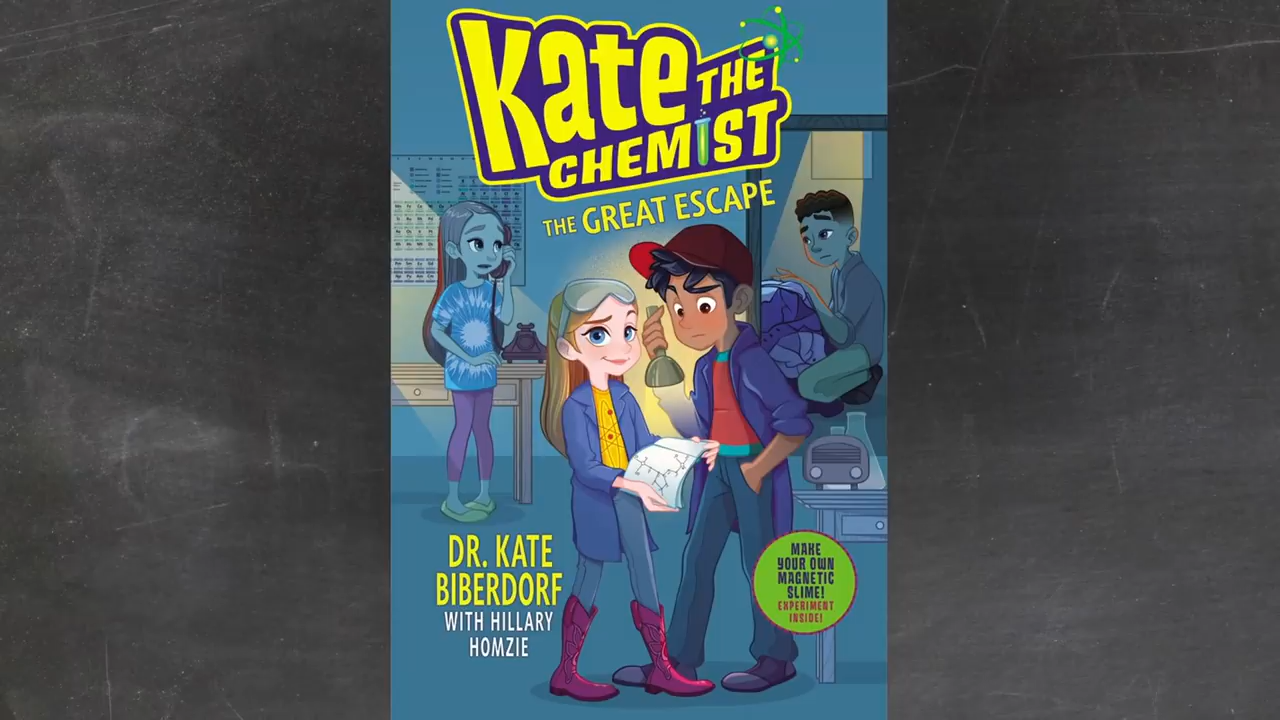 Kate THE
CHEMIST
THE GREAT ESCAPE
DR. KATE
BIBERDORF
WITH HILLARY
HOMZIE
MAKE
YOUR OWN
MAGNETIC
SLIME!
EXPERIMENT
INSIDE!